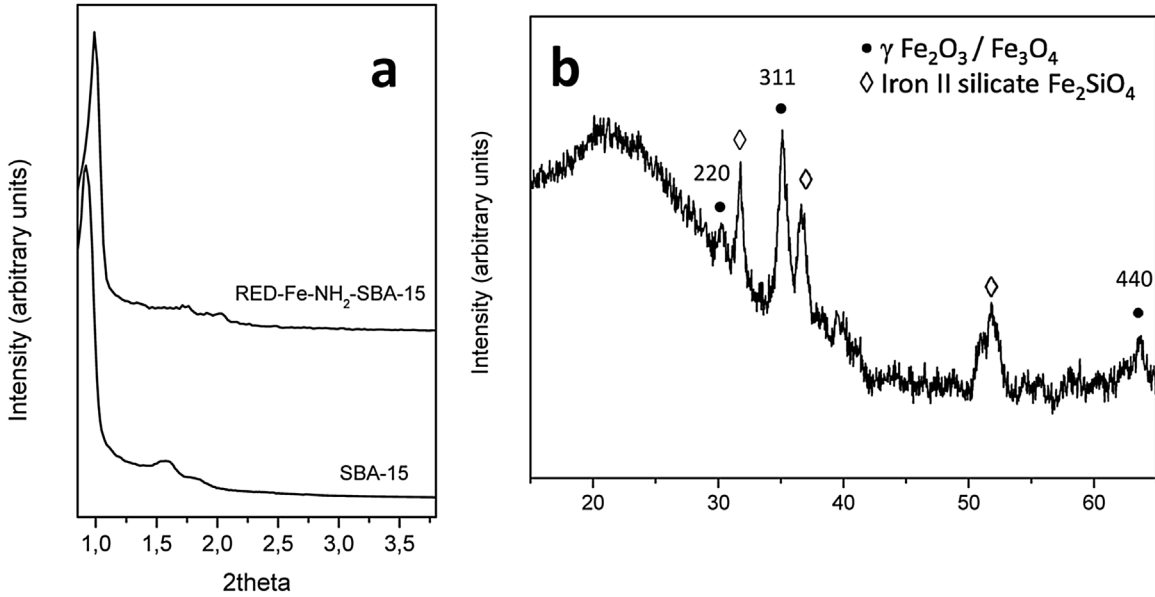 a
Intensity (arbitrary units)
RED-Fe-NH₂-SBA-15
SBA-15
1,0 1,5 2,0 2,5 3,0 3,5
2theta
b
● γ Fe₂O₃ / Fe₃O₄
◊ Iron II silicate Fe₂SiO₄
311
220
440
Intensity (arbitrary units)
20 30 40 50 60